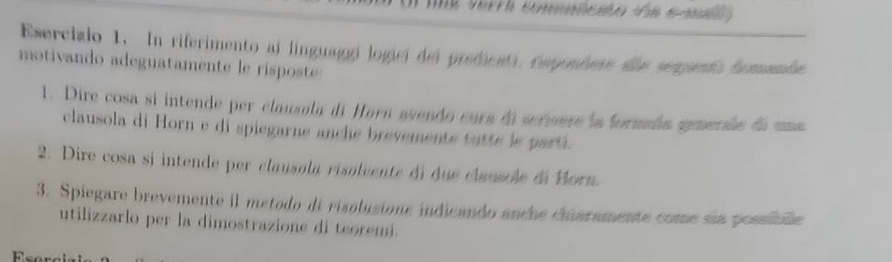 (si terrà comunicato via e-mail)
Esercizio 1. In riferimento ai linguaggi logici dei predicati, rispondere alle seguenti domande
motivando adeguatamente le risposte:
1. Dire cosa si intende per clausola di Horn avendo cura di scrivere la formula generale di una
clausola di Horn e di spiegarne anche brevemente tutte le parti.
2. Dire cosa si intende per clausola risolvente di due clausole di Horn.
3. Spiegare brevemente il metodo di risoluzione indicando anche chiaramente come sia possibile
utilizzarlo per la dimostrazione di teoremi.
Esercizio 2.